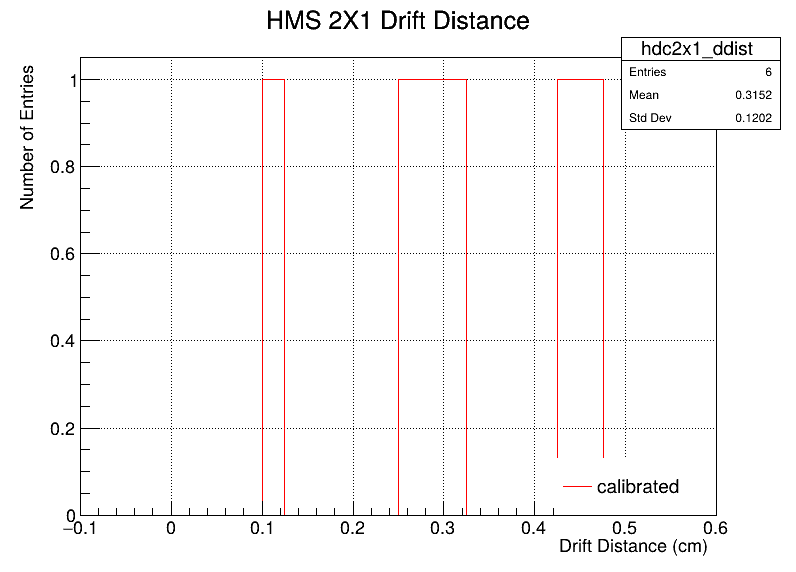 HMS 2X1 Drift Distance
hdc2x1_ddist
Entries 6
Mean 0.3152
Std Dev 0.1202
Number of Entries
1
0.8
0.6
0.4
0.2
0
−0.1 0 0.1 0.2 0.3 0.4 0.5 0.6
calibrated
Drift Distance (cm)